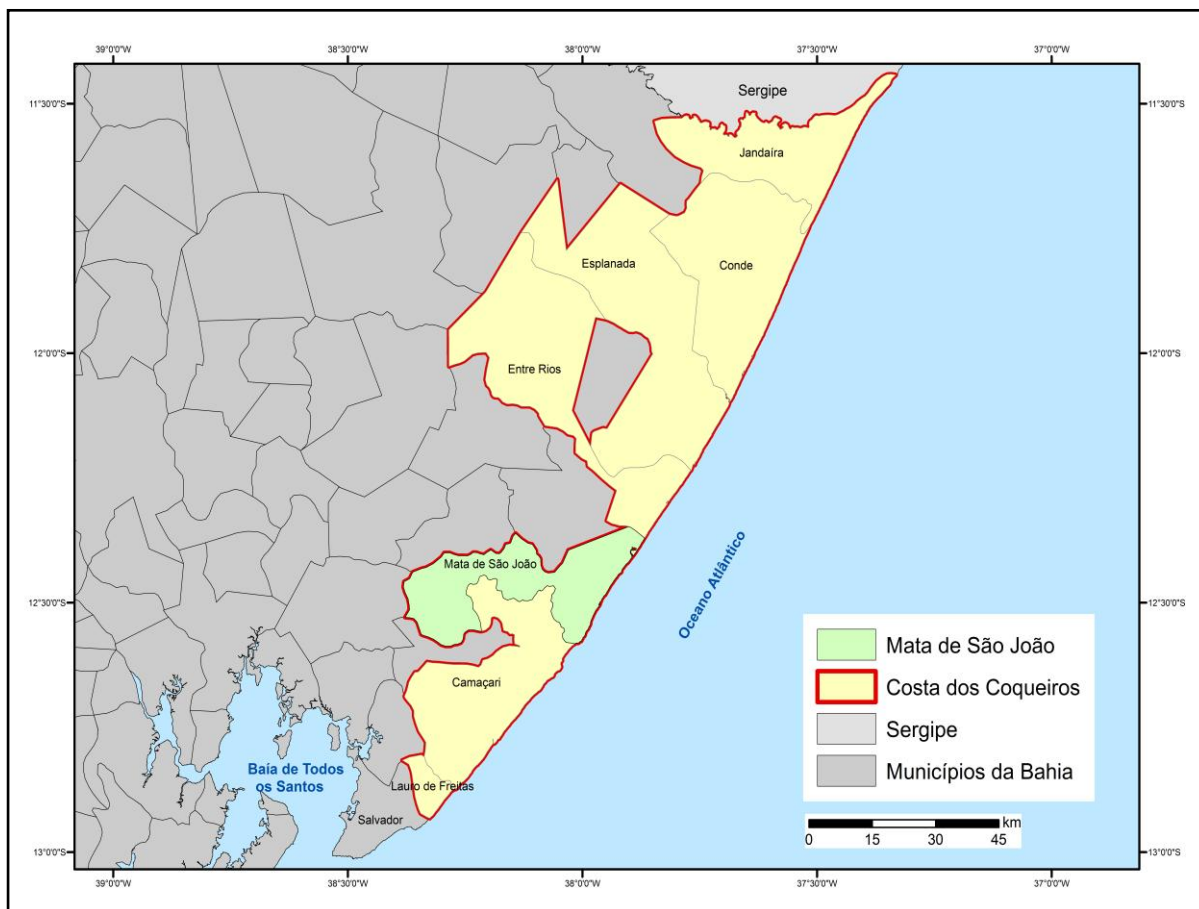 39°0'0"W
38°30'0"W
38°0'0"W
37°30'0"W
37°0'0"W
11°30'0"S
11°30'0"S
Sergipe
Jandaíra
Esplanada
Conde
12°0'0"S
12°0'0"S
Entre Rios
Mata de São João
Oceano Atlântico
12°30'0"S
12°30'0"S
Camaçari
Baía de Todos
os Santos
Lauro de Freitas
Salvador
Mata de São João
Costa dos Coqueiros
Sergipe
Municípios da Bahia
km
0 15 30 45
13°0'0"S
13°0'0"S
39°0'0"W
38°30'0"W
38°0'0"W
37°30'0"W
37°0'0"W